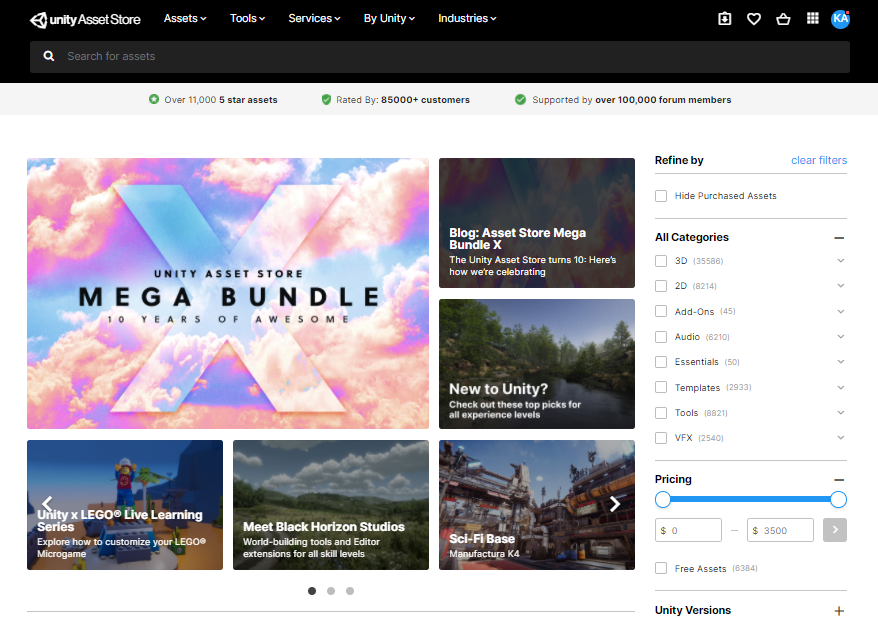 unity Asset Store
Assets
Tools
Services
By Unity
Industries
KA
Search for assets
Over 11,000 5 star assets
Rated By: 85000+ customers
Supported by over 100,000 forum members
UNITY ASSET STORE
MEGA BUNDLE
10 YEARS OF AWESOME
Blog: Asset Store Mega
Bundle X
The Unity Asset Store turns 10: Here's
how we're celebrating
New to Unity?
Check out these top picks for
all experience levels
Unity x LEGO® Live Learning
Series
Explore how to customize your LEGO®
Microgame
Meet Black Horizon Studios
World-building tools and Editor
extensions for all skill levels
Sci-Fi Base
Manufactura K4
Refine by
clear filters
Hide Purchased Assets
All Categories
3D (35586)
2D (8214)
Add-Ons (45)
Audio (6210)
Essentials (50)
Templates (2933)
Tools (8821)
VFX (2540)
Pricing
$ 0 — $ 3500
Free Assets (6384)
Unity Versions